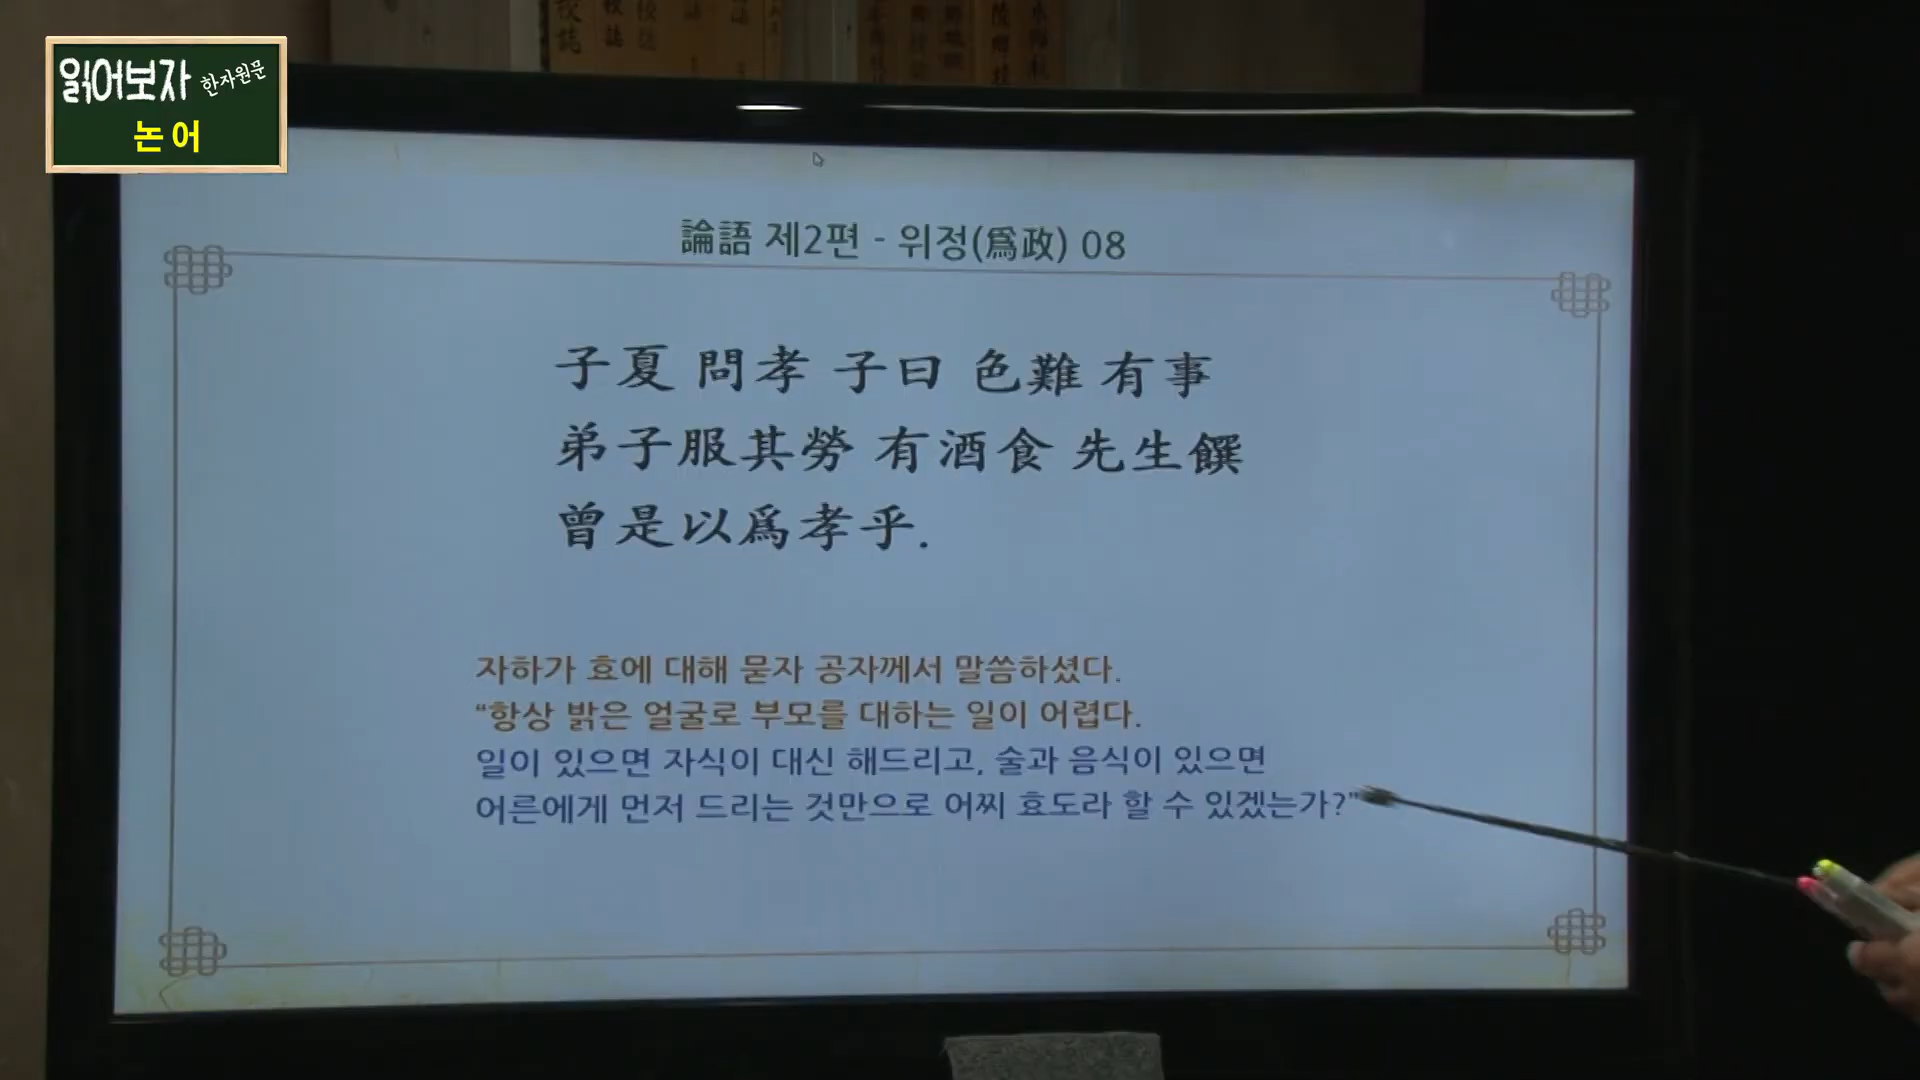 읽어보자 한자원문
논어
論語 제2편 - 위정(爲政) 08
子夏 問孝 子曰 色難 有事
弟子服其勞 有酒食 先生饌
曾是以爲孝乎.
자하가 효에 대해 묻자 공자께서 말씀하셨다.
“항상 밝은 얼굴로 부모를 대하는 일이 어렵다.
일이 있으면 자식이 대신 해드리고, 술과 음식이 있으면
어른에게 먼저 드리는 것만으로 어찌 효도라 할 수 있겠는가?”